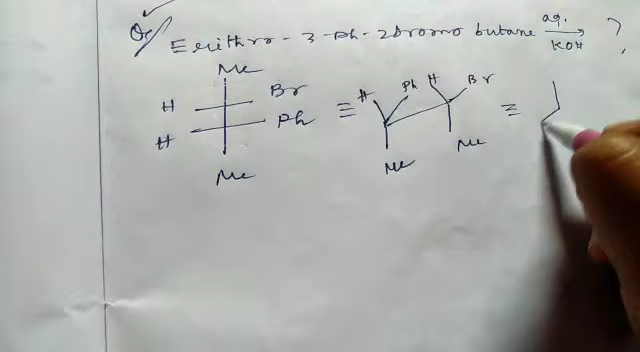 Q/ Erithro-3-Ph-2 bromo butane aq. KOH → ?
Me
H Br
H Ph
Me
≡
H Ph H Br
Me Me
≡